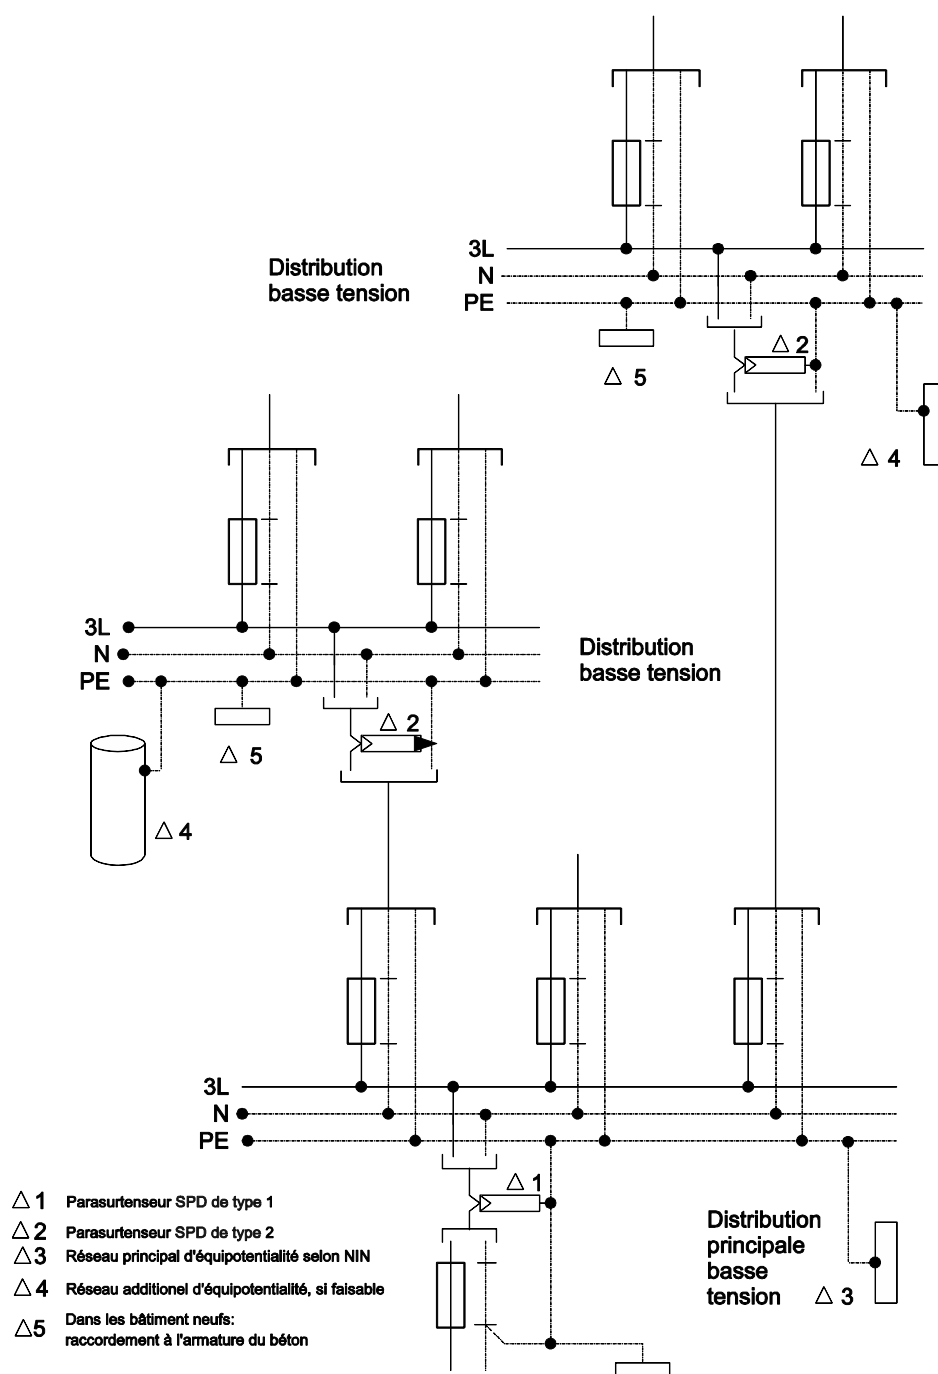 3L
N
PE
Distribution
basse tension
△ 2
△ 5
△ 4
3L
N
PE
Distribution
basse tension
△ 2
△ 5
△ 4
3L
N
PE
△ 1
Distribution
principale
basse
tension
△ 3
△ 1 Parasurtenseur SPD de type 1
△ 2 Parasurtenseur SPD de type 2
△ 3 Réseau principal d'équipotentialité selon NIN
△ 4 Réseau additionel d'équipotentialité, si faisable
△5 Dans les bâtiment neufs:
raccordement à l'armature du béton